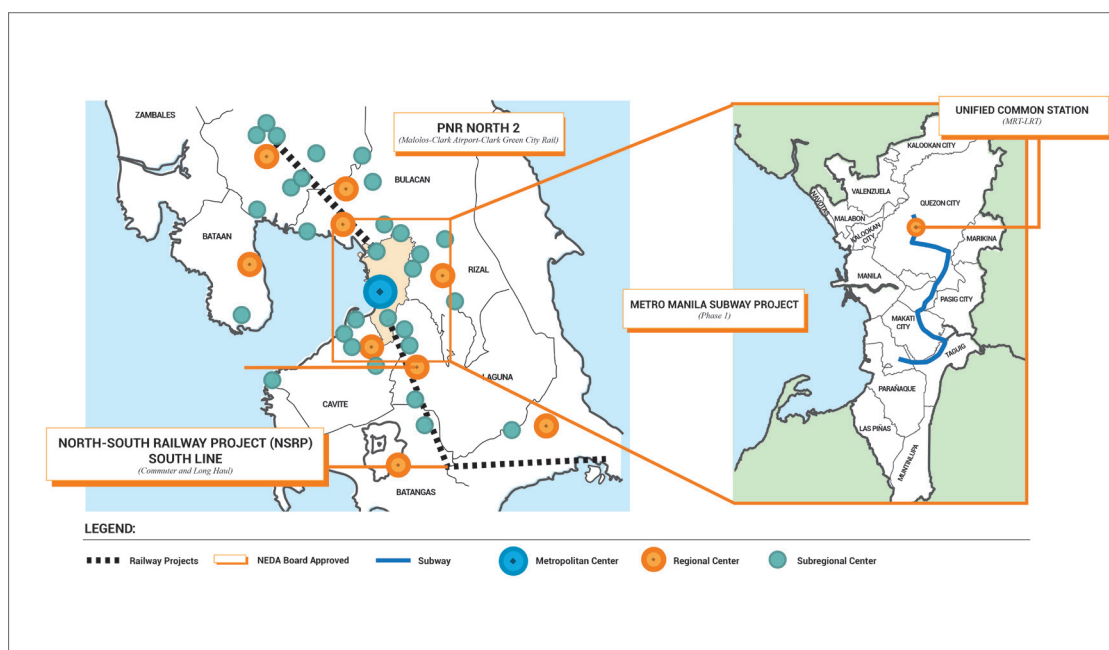 ZAMBALES
PNR NORTH 2
(Malolos-Clark Airport-Clark Green City Rail)
BULACAN
BATAAN
RIZAL
LAGUNA
CAVITE
NORTH-SOUTH RAILWAY PROJECT (NSRP)
SOUTH LINE
(Commuter and Long Haul)
BATANGAS
UNIFIED COMMON STATION
(MRT-LRT)
KALOOKAN CITY
VALENZUELA
NAVOTAS
MALABON
KALOOKAN
CITY
QUEZON CITY
MARIKINA
MANILA
METRO MANILA SUBWAY PROJECT
(Phase 1)
PASIG CITY
MAKATI
CITY
TAGUIG
PARAÑAQUE
LAS PIÑAS
MUNTINLUPA
LEGEND:
Railway Projects
NEDA Board Approved
Subway
Metropolitan Center
Regional Center
Subregional Center